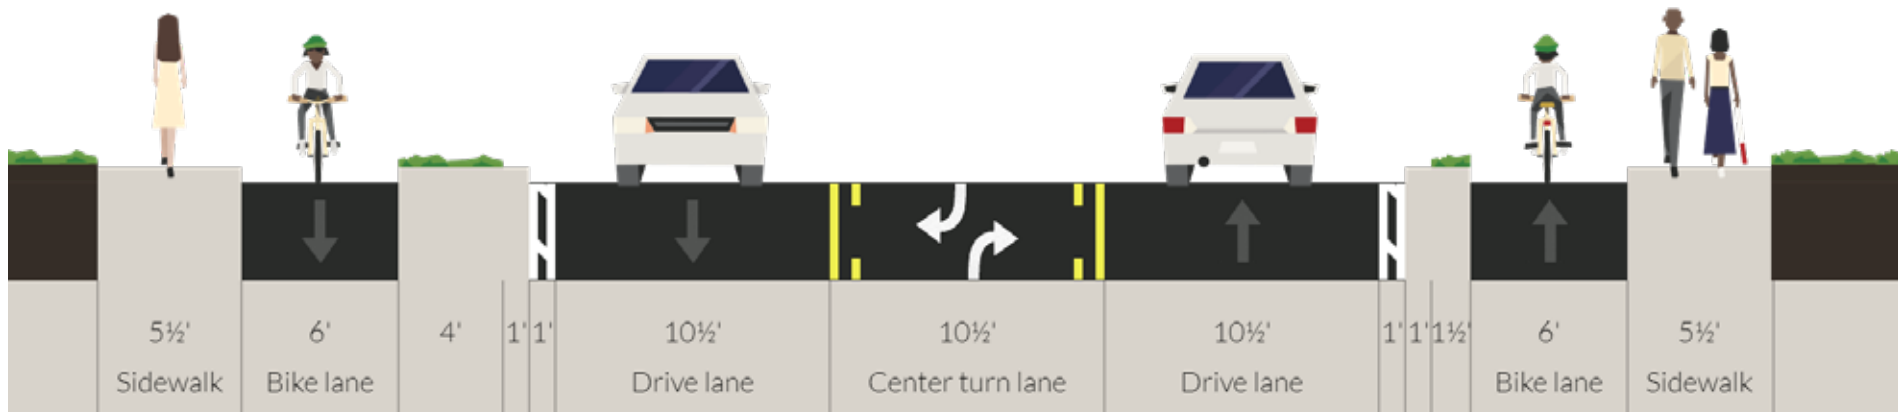 5½' 6' 4' 1' 1' 10½' 10½' 10½' 1' 1' 1½' 6' 5½'
Sidewalk Bike lane Drive lane Center turn lane Drive lane Bike lane Sidewalk